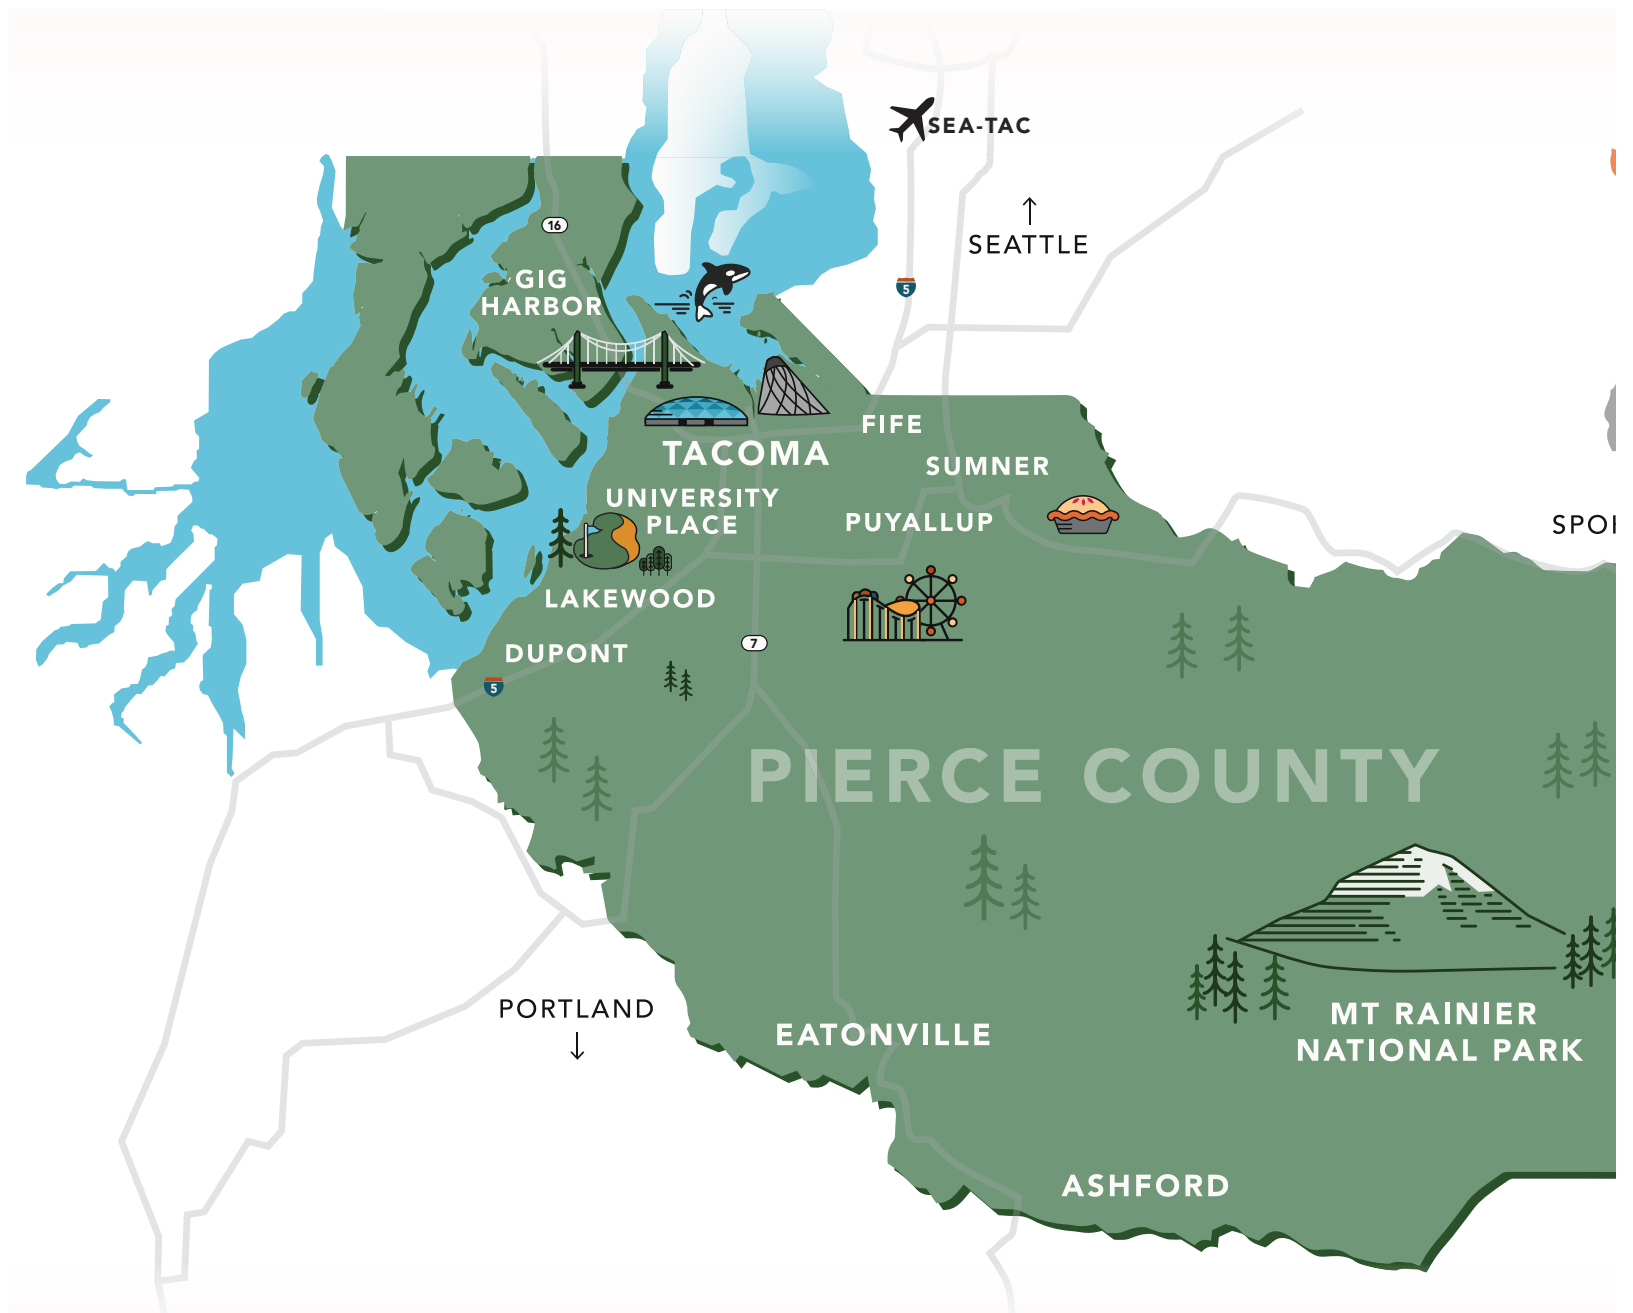 SEA-TAC
16
SEATTLE
GIG
HARBOR
5
FIFE
TACOMA
SUMNER
UNIVERSITY
PLACE
PUYALLUP
LAKEWOOD
7
DUPONT
5
PIERCE COUNTY
PORTLAND
MT RAINIER
NATIONAL PARK
EATONVILLE
ASHFORD